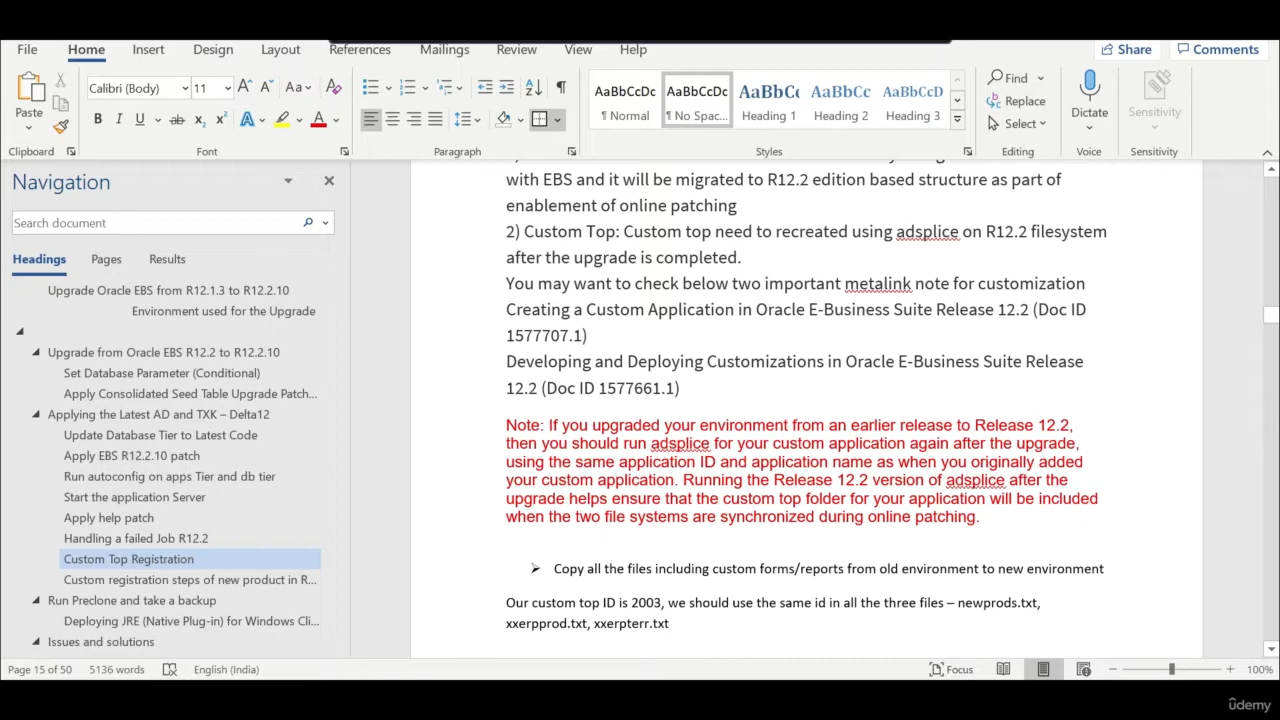 File Home Insert Design Layout References Mailings Review View Help Share Comments
Paste
Clipboard
Calibri (Body) 11 Aa
B I U ab x₂ x² A A
Font
Paragraph
AaBbCcDc AaBbCcDc AaBbCc AaBbCc AaBbCcD
¶ Normal ¶ No Spac... Heading 1 Heading 2 Heading 3
Styles
Find
Replace
Select
Editing
Dictate
Voice
Sensitivity
Sensitivity
Navigation
Search document
Headings Pages Results
Upgrade Oracle EBS from R12.1.3 to R12.2.10
Environment used for the Upgrade
Upgrade from Oracle EBS R12.2 to R12.2.10
Set Database Parameter (Conditional)
Apply Consolidated Seed Table Upgrade Patch...
Applying the Latest AD and TXK – Delta12
Update Database Tier to Latest Code
Apply EBS R12.2.10 patch
Run autoconfig on apps Tier and db tier
Start the application Server
Apply help patch
Handling a failed Job R12.2
Custom Top Registration
Custom registration steps of new product in R...
Run Preclone and take a backup
Deploying JRE (Native Plug-in) for Windows Cli...
Issues and solutions
with EBS and it will be migrated to R12.2 edition based structure as part of
enablement of online patching
2) Custom Top: Custom top need to recreated using adsplice on R12.2 filesystem
after the upgrade is completed.
You may want to check below two important metalink note for customization
Creating a Custom Application in Oracle E-Business Suite Release 12.2 (Doc ID
1577707.1)
Developing and Deploying Customizations in Oracle E-Business Suite Release
12.2 (Doc ID 1577661.1)
Note: If you upgraded your environment from an earlier release to Release 12.2,
then you should run adsplice for your custom application again after the upgrade,
using the same application ID and application name as when you originally added
your custom application. Running the Release 12.2 version of adsplice after the
upgrade helps ensure that the custom top folder for your application will be included
when the two file systems are synchronized during online patching.
➢ Copy all the files including custom forms/reports from old environment to new environment
Our custom top ID is 2003, we should use the same id in all the three files – newprods.txt,
xxerpprod.txt, xxerpterr.txt
Page 15 of 50 5136 words English (India) Focus 100%
ûdemy